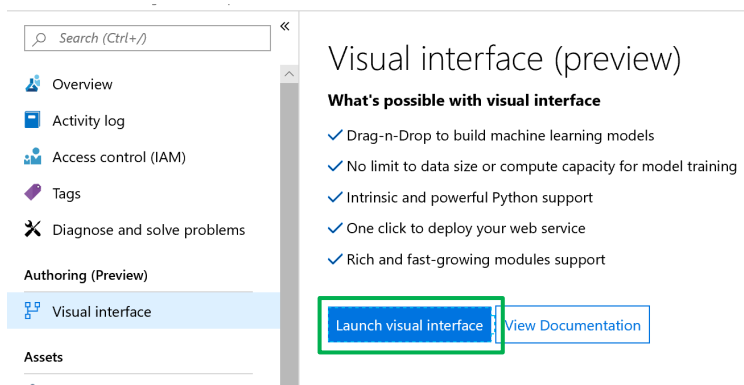 Search (Ctrl+/)
«
Overview
Activity log
Access control (IAM)
Tags
Diagnose and solve problems
Authoring (Preview)
Visual interface
Assets
Visual interface (preview)
What's possible with visual interface
Drag-n-Drop to build machine learning models
No limit to data size or compute capacity for model training
Intrinsic and powerful Python support
One click to deploy your web service
Rich and fast-growing modules support
Launch visual interface
View Documentation